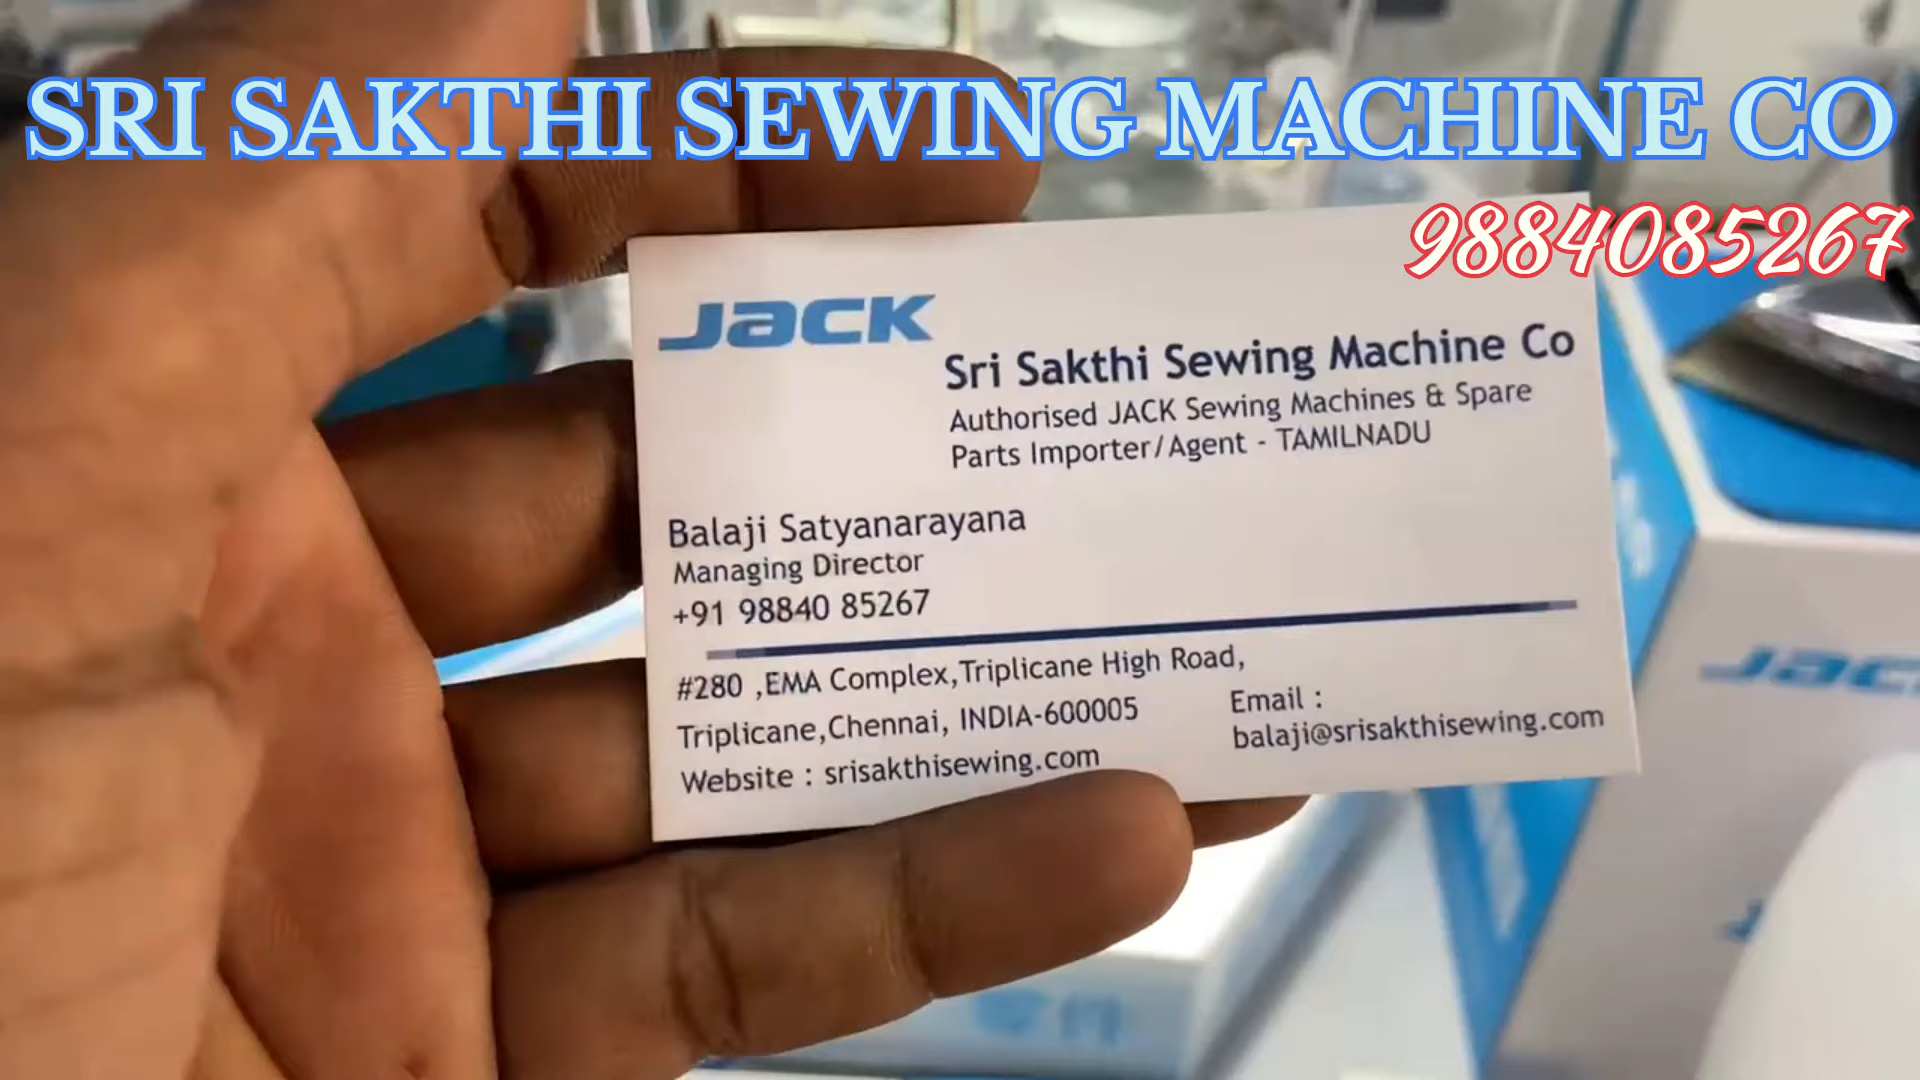 SRI SAKTHI SEWING MACHINE CO
9884085267
JACK
Sri Sakthi Sewing Machine Co
Authorised JACK Sewing Machines & Spare
Parts Importer/Agent - TAMILNADU
Balaji Satyanarayana
Managing Director
+91 98840 85267
#280 ,EMA Complex,Triplicane High Road,
Triplicane,Chennai, INDIA-600005
Website : srisakthisewing.com
Email :
balaji@srisakthisewing.com
JACK